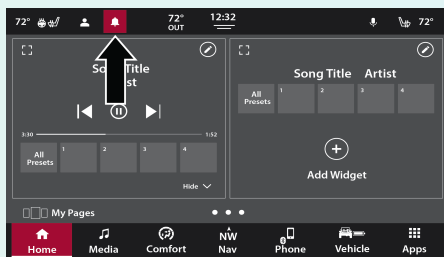 72° 72° OUT 12:32 72°
Song Title
Artist
3:30 1:52
All Presets 1 2 3 4
Hide
Song Title Artist
All Presets 1 2 3 4
Add Widget
My Pages
Home Media Comfort NW Nav Phone Vehicle Apps